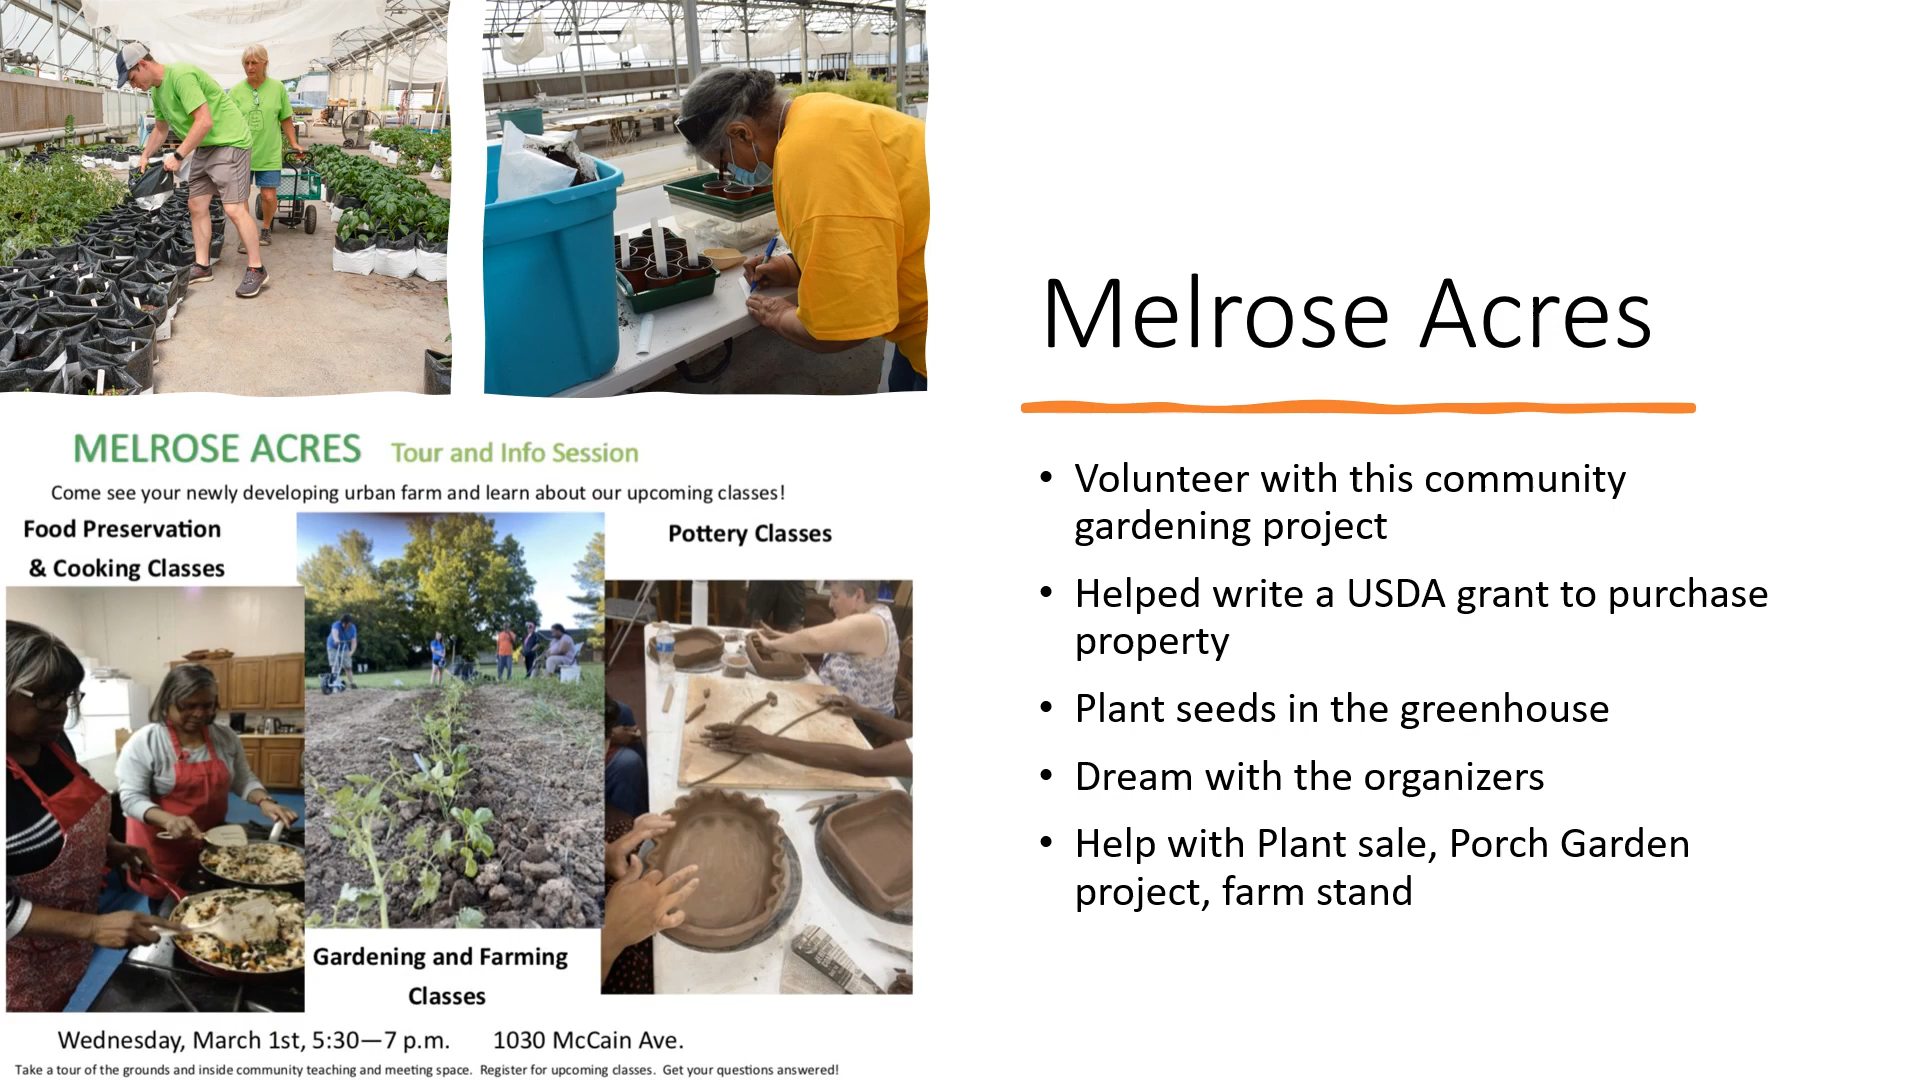 MELROSE ACRES Tour and Info Session
Come see your newly developing urban farm and learn about our upcoming classes!
Food Preservation
& Cooking Classes
Pottery Classes
Gardening and Farming
Classes
Wednesday, March 1st, 5:30—7 p.m. 1030 McCain Ave.
Take a tour of the grounds and inside community teaching and meeting space. Register for upcoming classes. Get your questions answered!
Melrose Acres
• Volunteer with this community
gardening project
• Helped write a USDA grant to purchase
property
• Plant seeds in the greenhouse
• Dream with the organizers
• Help with Plant sale, Porch Garden
project, farm stand